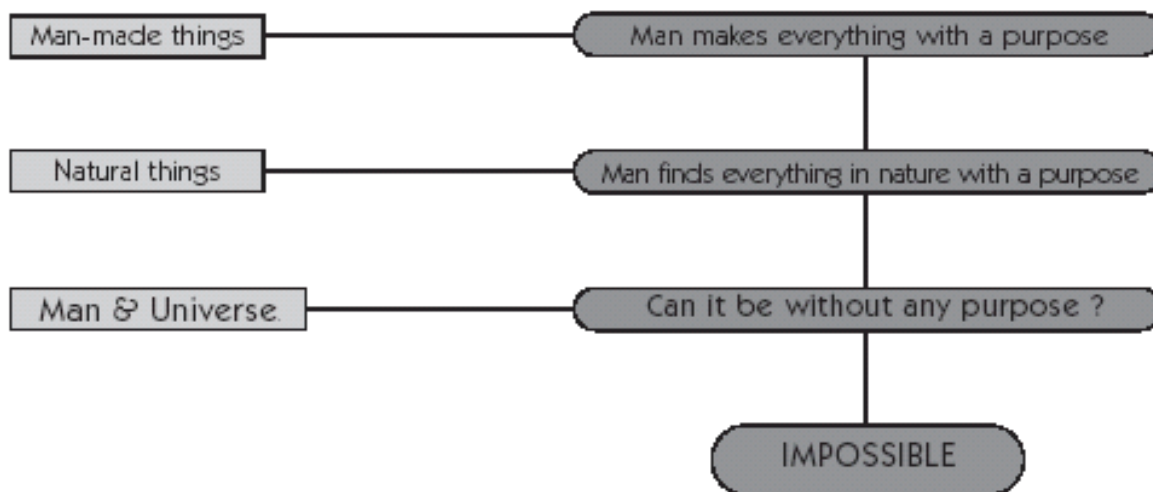 Man-made things
Man makes everything with a purpose
Natural things
Man finds everything in nature with a purpose
Man & Universe.
Can it be without any purpose ?
IMPOSSIBLE